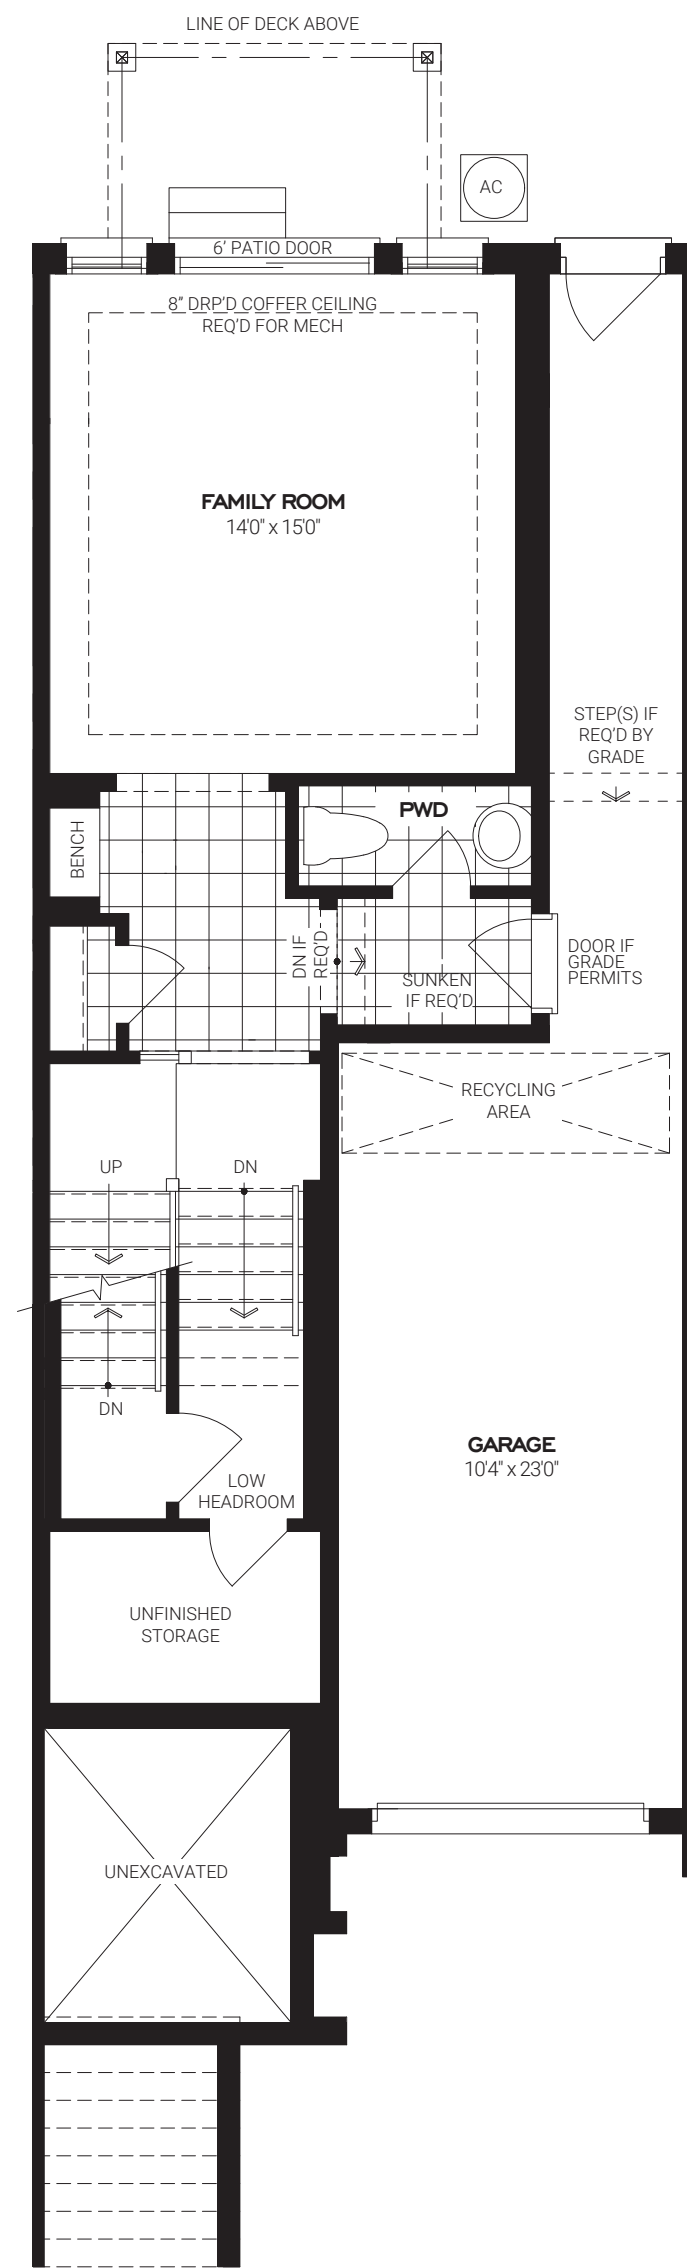 LINE OF DECK ABOVE
AC
6' PATIO DOOR
8" DRP'D COFFER CEILING
REQ'D FOR MECH
FAMILY ROOM
14'0" x 15'0"
STEP(S) IF
REQ'D BY
GRADE
PWD
BENCH
DN IF
REQ'D
SUNKEN
IF REQ'D
DOOR IF
GRADE
PERMITS
RECYCLING
AREA
UP
DN
DN
LOW
HEADROOM
GARAGE
10'4" x 23'0"
UNFINISHED
STORAGE
UNEXCAVATED